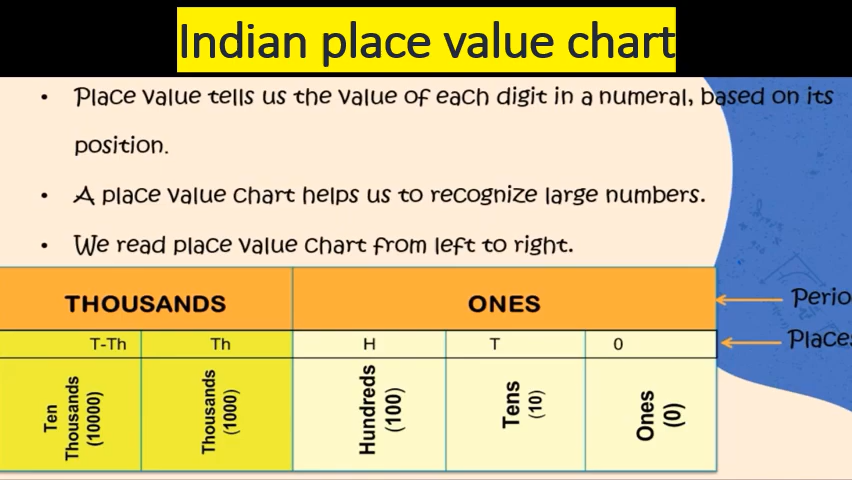 Indian place value chart
• Place value tells us the value of each digit in a numeral, based on its
position.
• A place value chart helps us to recognize large numbers.
• We read place value chart from left to right.
THOUSANDS ONES
Perio
T-Th Th H T 0
Places
Ten
Thousands
(10000)
Thousands
(1000)
Hundreds
(100)
Tens
(10)
Ones
(0)